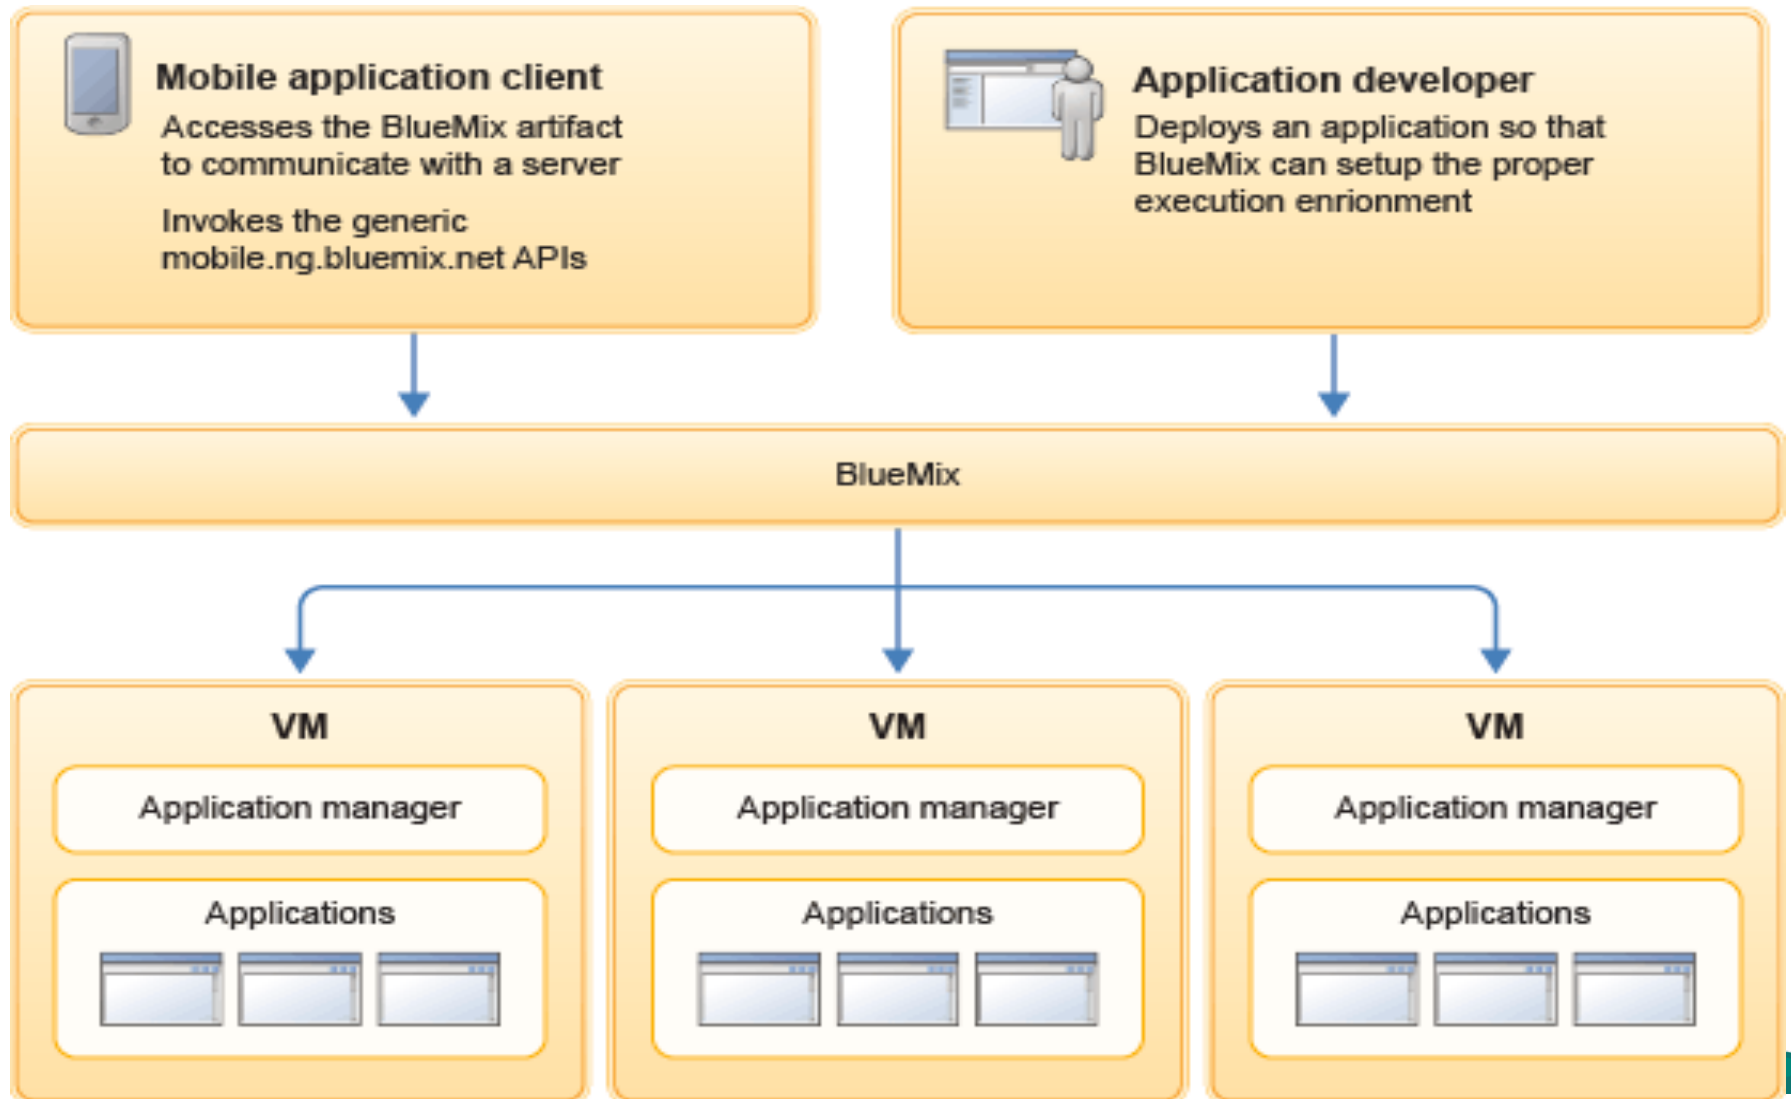 Mobile application client
Accesses the BlueMix artifact
to communicate with a server
Invokes the generic
mobile.ng.bluemix.net APIs
Application developer
Deploys an application so that
BlueMix can setup the proper
execution enrionment
BlueMix
VM
Application manager
Applications
VM
Application manager
Applications
VM
Application manager
Applications